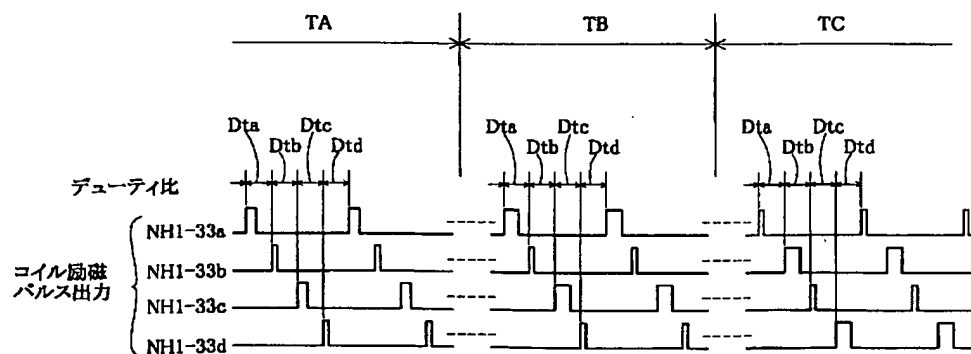 TA TB TC
Dta Dtc Dta Dtc Dta Dtc
Dtb Dtd Dtb Dtd Dtb Dtd
デューティ比
コイル励磁
パルス出力
NH1-33a
NH1-33b
NH1-33c
NH1-33d